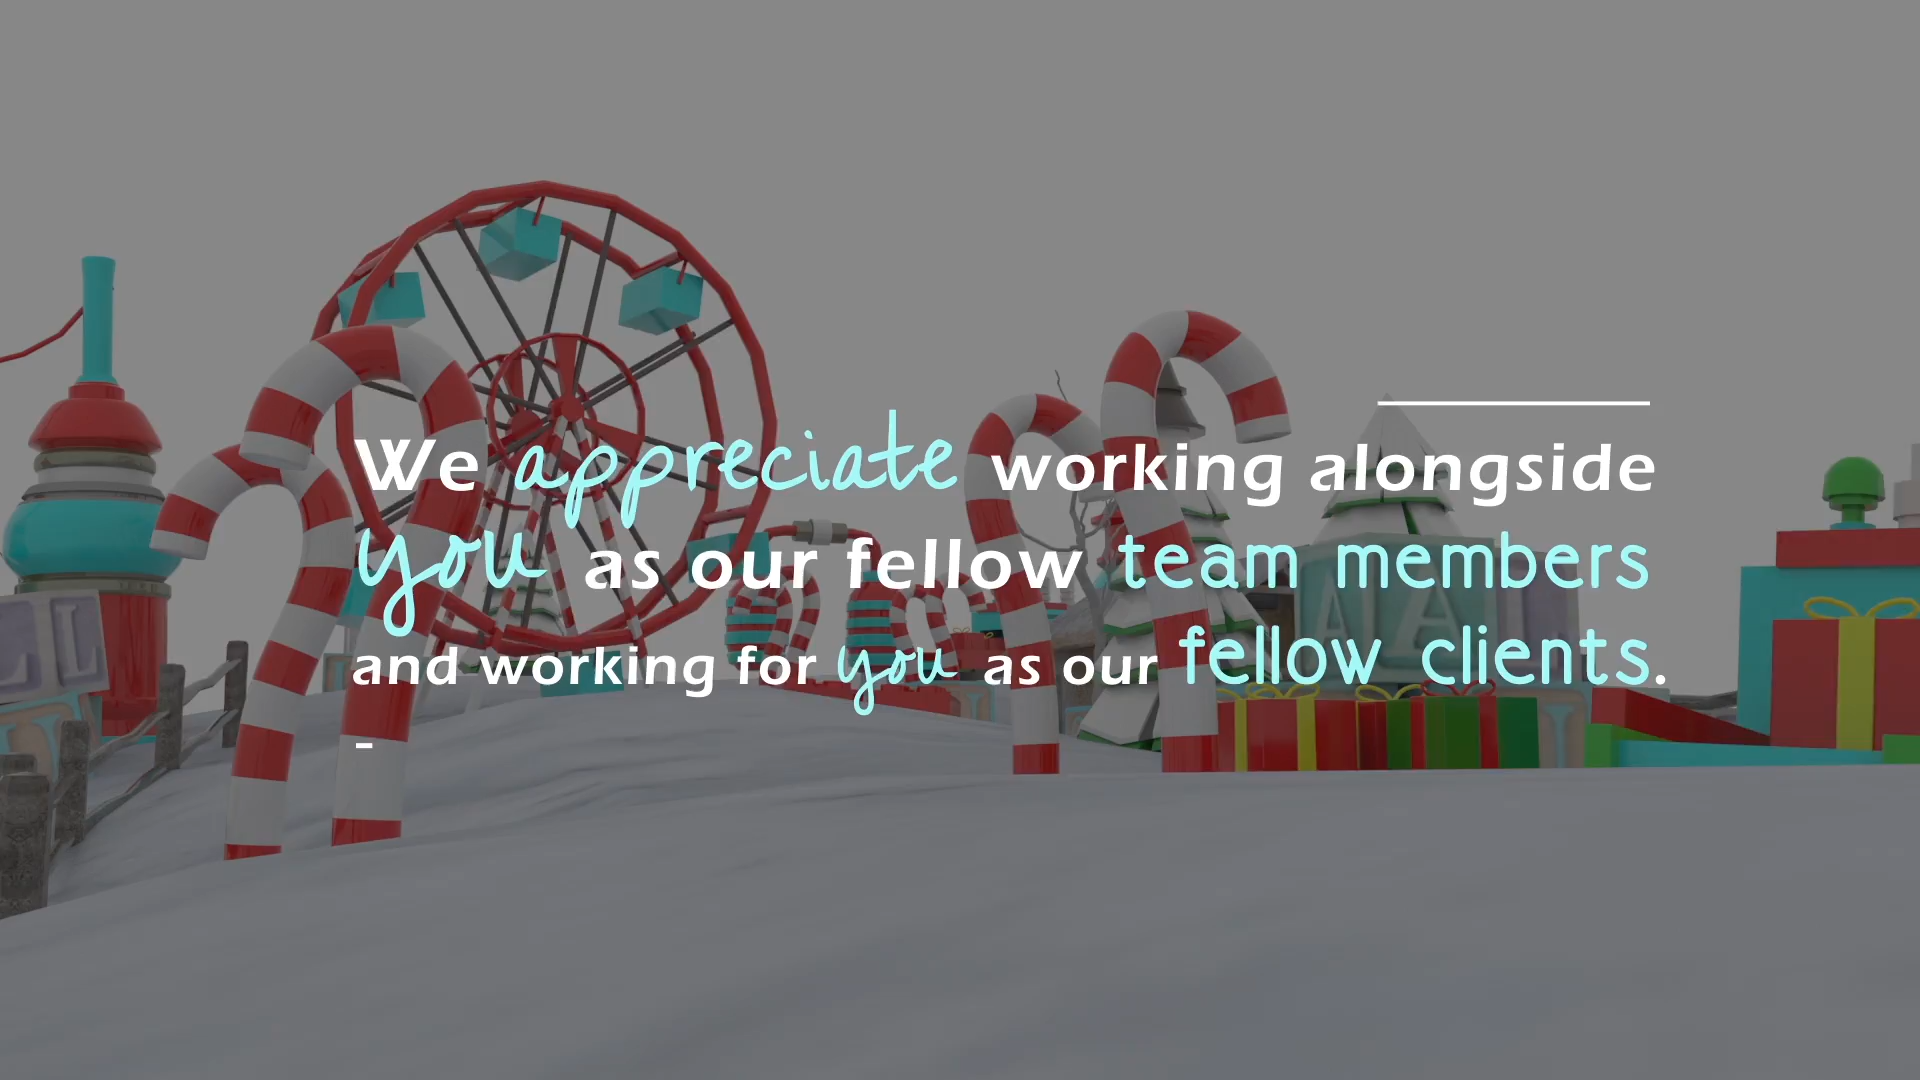 We appreciate working alongside
you as our fellow team members
and working for you as our fellow clients.
-